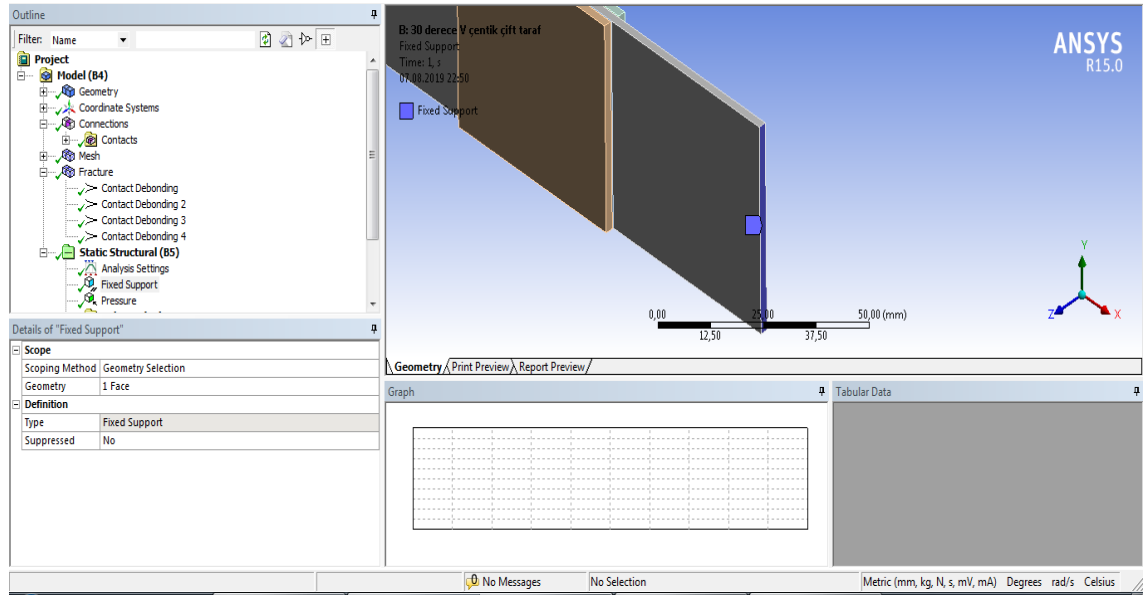 Outline
Filter: Name
Project
Model (B4)
Geometry
Coordinate Systems
Connections
Contacts
Mesh
Fracture
Contact Debonding
Contact Debonding 2
Contact Debonding 3
Contact Debonding 4
Static Structural (B5)
Analysis Settings
Fixed Support
Pressure
Details of "Fixed Support"
Scope
Scoping Method Geometry Selection
Geometry 1 Face
Definition
Type Fixed Support
Suppressed No
B: 30 derece V çentik çift taraf
Fixed Support
Time: 1, s
07.08.2019 22:50
Fixed Support
ANSYS
R15.0
Y
Z X
0,00 25,00 50,00 (mm)
12,50 37,50
Geometry Print Preview Report Preview
Graph
Tabular Data
0 No Messages No Selection Metric (mm, kg, N, s, mV, mA) Degrees rad/s Celsius